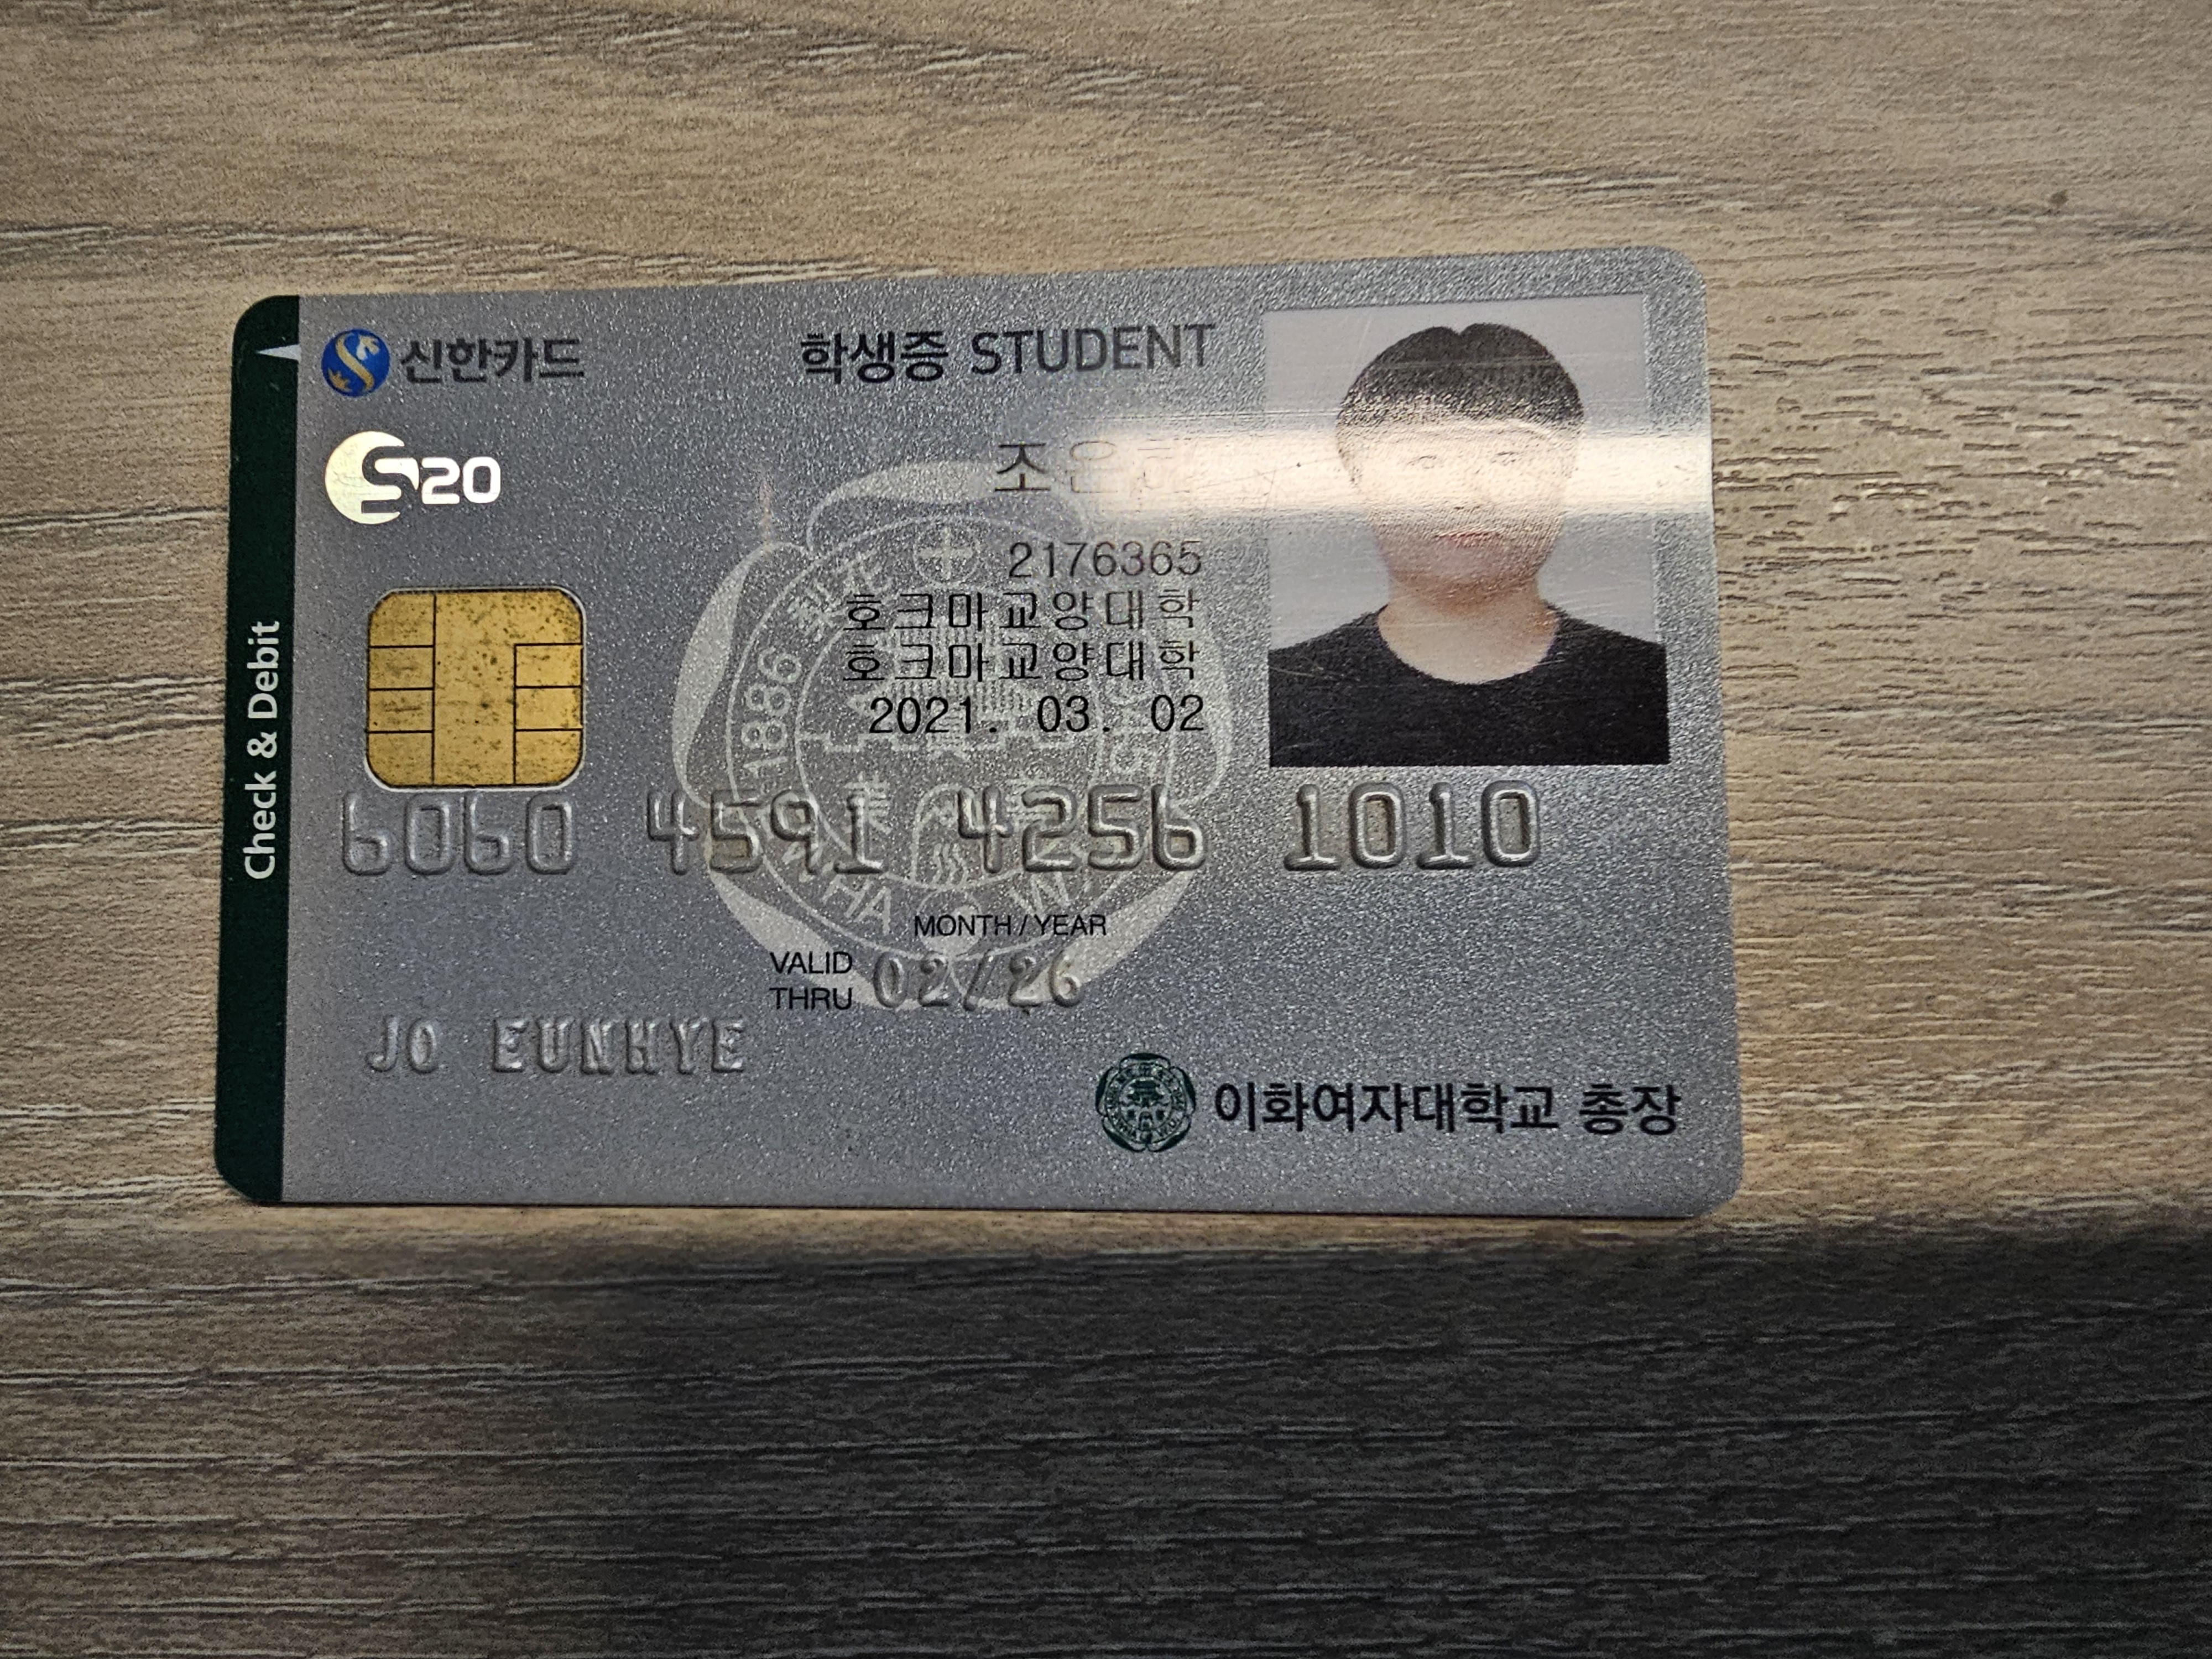 신한카드
학생증 STUDENT
S20
조은혜
2176365
호크마교양대학
호크마교양대학
2021. 03. 02
Check & Debit
1886
6060 4591 4256 1010
MONTH / YEAR
VALID THRU 02/26
JO EUNHYE
이화여자대학교 총장